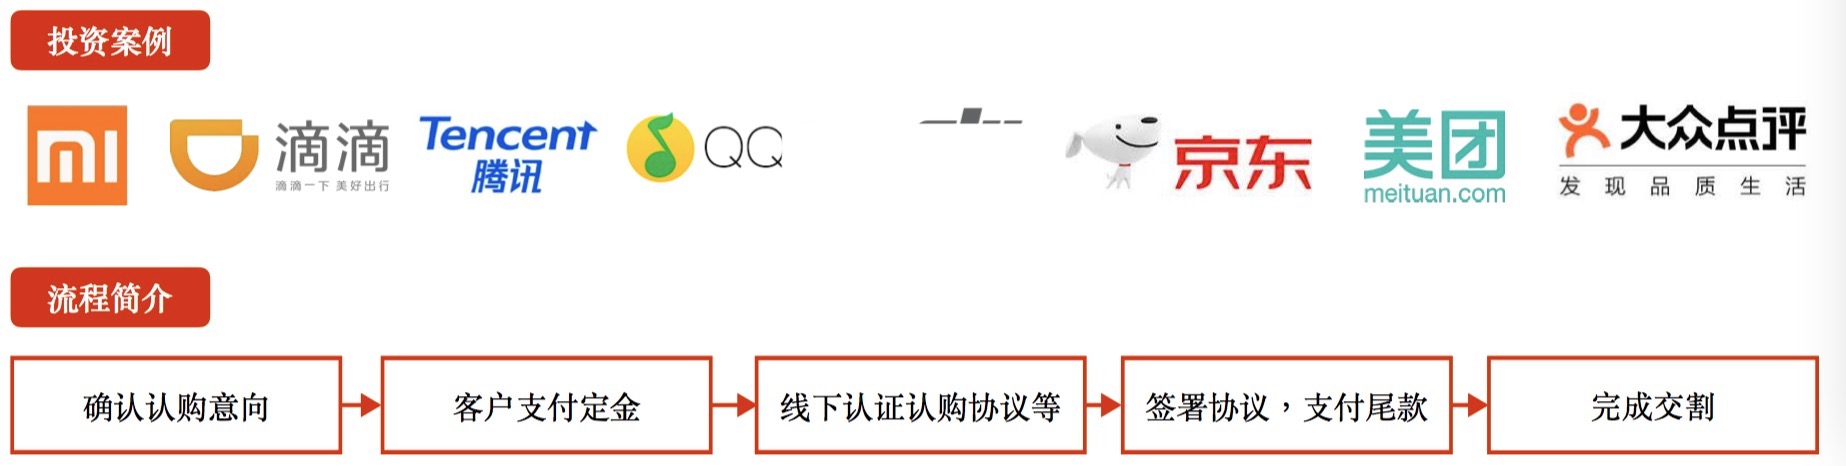 投资案例
mi
滴滴
滴滴一下 美好出行
Tencent
腾讯
QQ
京东
美团
meituan.com
大众点评
发现品质生活
流程简介
确认认购意向
客户支付定金
线下认证认购协议等
签署协议，支付尾款
完成交割